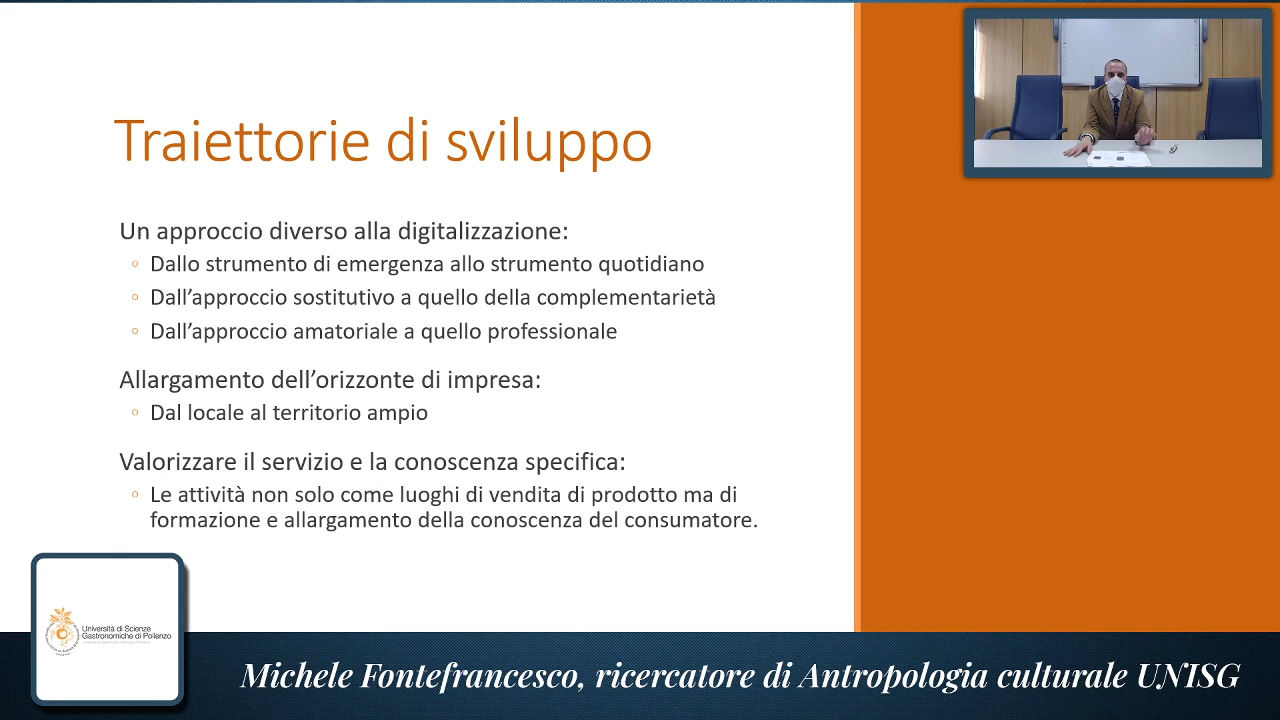 Traiettorie di sviluppo
Un approccio diverso alla digitalizzazione:
Dallo strumento di emergenza allo strumento quotidiano
Dall’approccio sostitutivo a quello della complementarietà
Dall’approccio amatoriale a quello professionale
Allargamento dell’orizzonte di impresa:
Dal locale al territorio ampio
Valorizzare il servizio e la conoscenza specifica:
Le attività non solo come luoghi di vendita di prodotto ma di
formazione e allargamento della conoscenza del consumatore.
Università di Scienze
Gastronomiche di Pollenzo
Michele Fontefrancesco, ricercatore di Antropologia culturale UNISG